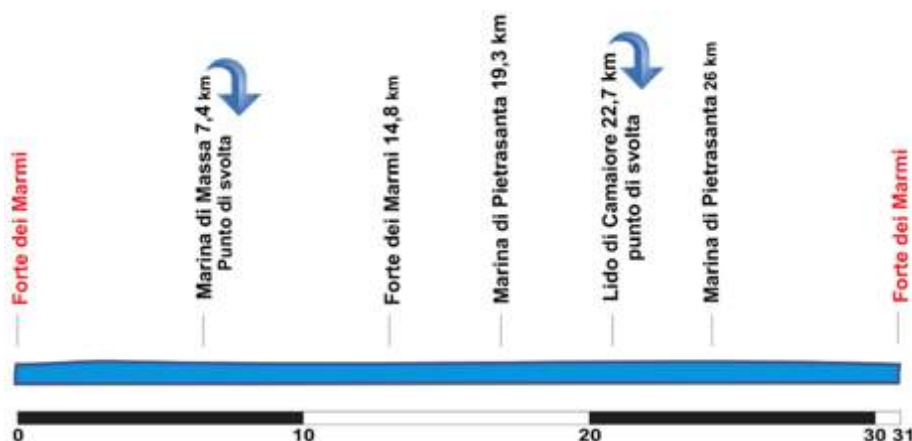 Forte dei Marmi
Marina di Massa 7,4 km
Punto di svolta
Forte dei Marmi 14,8 km
Marina di Pietrasanta 19,3 km
Lido di Camaiore 22,7 km
punto di svolta
Marina di Pietrasanta 26 km
Forte dei Marmi
0
10
20
30
31